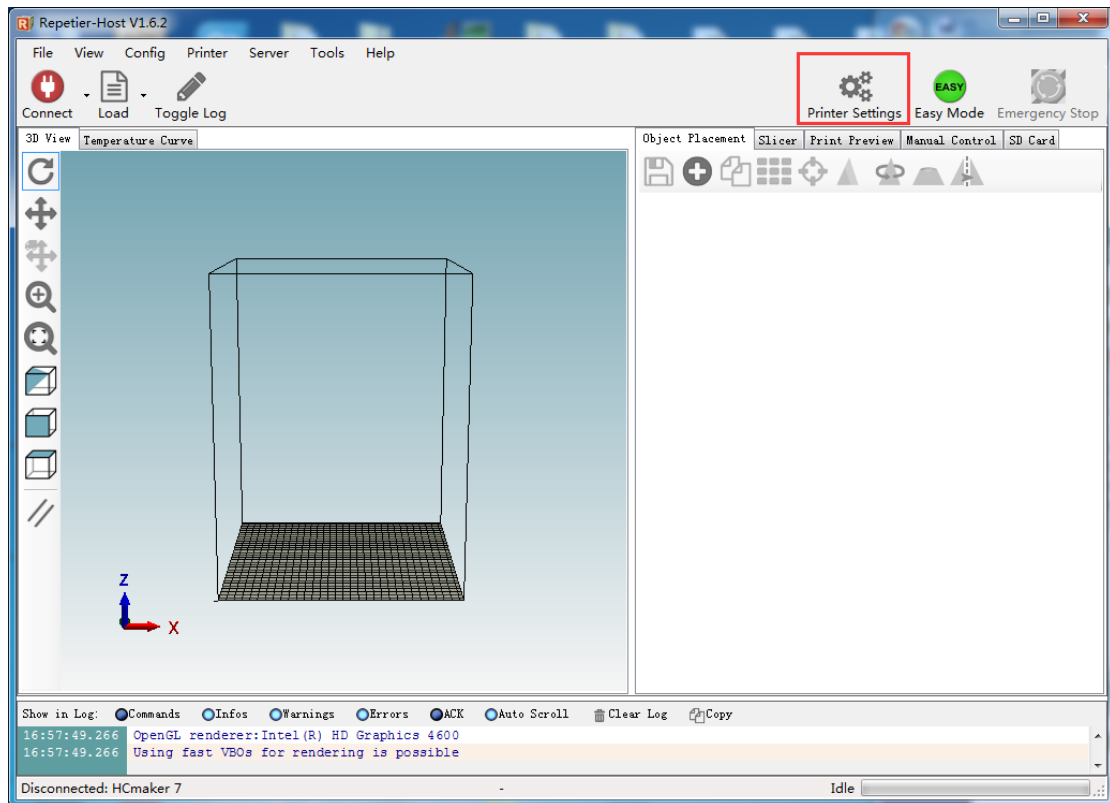 Repetier-Host V1.6.2
File View Config Printer Server Tools Help
Connect Load Toggle Log Printer Settings EASY Easy Mode Emergency Stop
3D View Temperature Curve Object Placement Slicer Print Preview Manual Control SD Card
Z
X
Show in Log: Commands Infos Warnings Errors ACK Auto Scroll Clear Log Copy
16:57:49.266 OpenGL renderer:Intel(R) HD Graphics 4600
16:57:49.266 Using fast VBOs for rendering is possible
Disconnected: HCmaker 7 - Idle